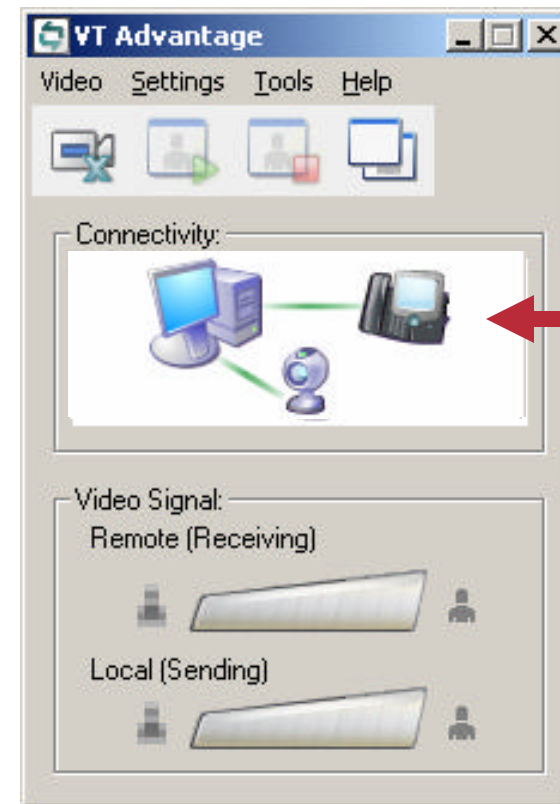 VT Advantage
Video Settings Tools Help
Connectivity:
Video Signal:
Remote (Receiving)
Local (Sending)